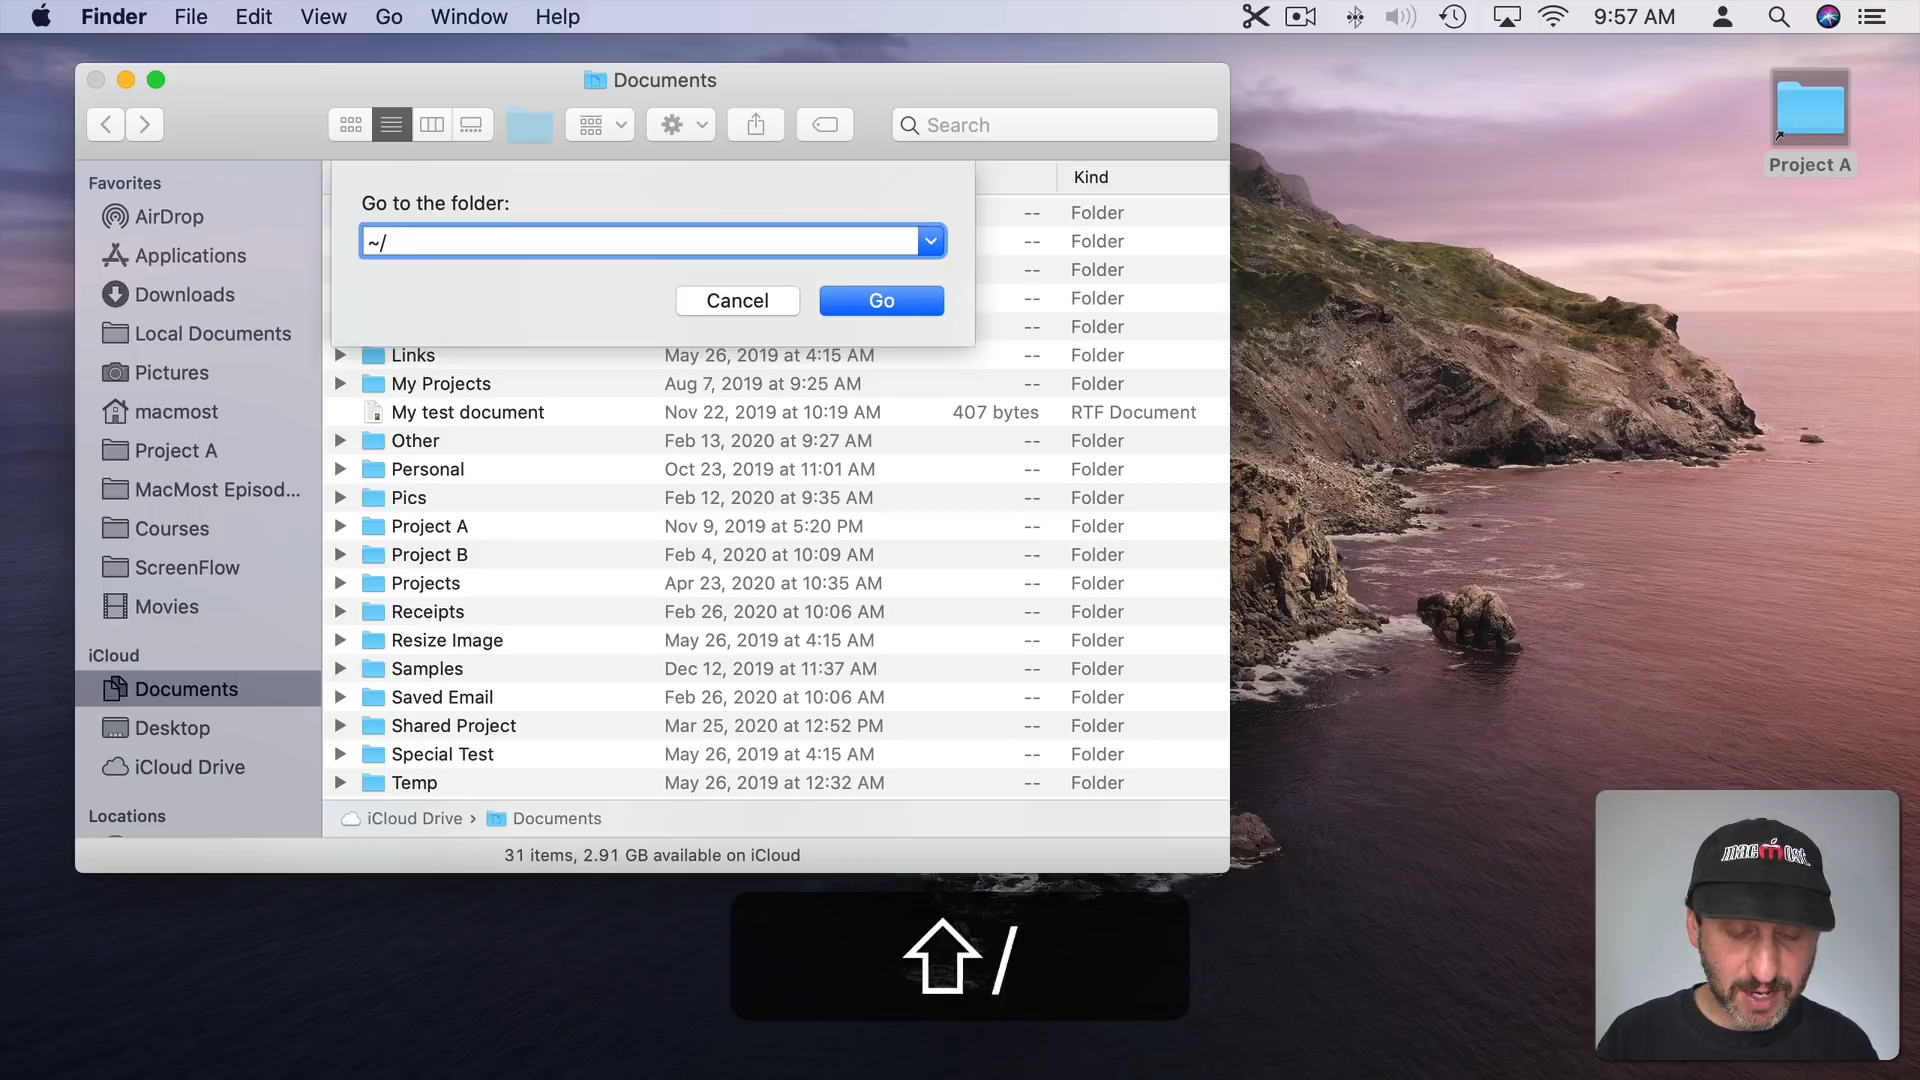 Finder File Edit View Go Window Help 9:57 AM
Documents
Search
Project A
Favorites
AirDrop
Applications
Downloads
Local Documents
Pictures
macmost
Project A
MacMost Episod...
Courses
ScreenFlow
Movies
iCloud
Documents
Desktop
iCloud Drive
Locations
Go to the folder:
~/
Cancel Go
Kind
-- Folder
-- Folder
-- Folder
-- Folder
-- Folder
Links May 26, 2019 at 4:15 AM -- Folder
My Projects Aug 7, 2019 at 9:25 AM -- Folder
My test document Nov 22, 2019 at 10:19 AM 407 bytes RTF Document
Other Feb 13, 2020 at 9:27 AM -- Folder
Personal Oct 23, 2019 at 11:01 AM -- Folder
Pics Feb 12, 2020 at 9:35 AM -- Folder
Project A Nov 9, 2019 at 5:20 PM -- Folder
Project B Feb 4, 2020 at 10:09 AM -- Folder
Projects Apr 23, 2020 at 10:35 AM -- Folder
Receipts Feb 26, 2020 at 10:06 AM -- Folder
Resize Image May 26, 2019 at 4:15 AM -- Folder
Samples Dec 12, 2019 at 11:37 AM -- Folder
Saved Email Feb 26, 2020 at 10:06 AM -- Folder
Shared Project Mar 25, 2020 at 12:52 PM -- Folder
Special Test May 26, 2019 at 4:15 AM -- Folder
Temp May 26, 2019 at 12:32 AM -- Folder
iCloud Drive › Documents
31 items, 2.91 GB available on iCloud
⇧/
macmost